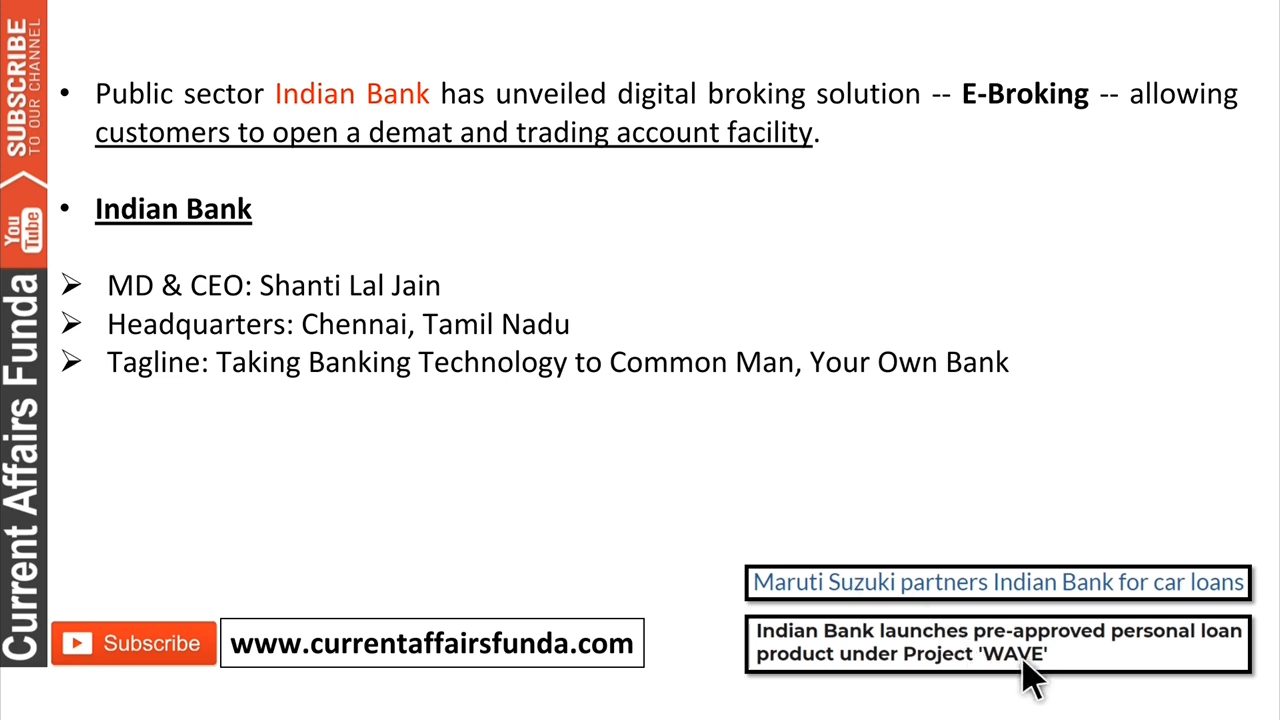 SUBSCRIBE
TO OUR CHANNEL
You
Tube
Current Affairs Funda
• Public sector Indian Bank has unveiled digital broking solution -- E-Broking -- allowing
customers to open a demat and trading account facility.
• Indian Bank
➢ MD & CEO: Shanti Lal Jain
➢ Headquarters: Chennai, Tamil Nadu
➢ Tagline: Taking Banking Technology to Common Man, Your Own Bank
Maruti Suzuki partners Indian Bank for car loans
Indian Bank launches pre-approved personal loan
product under Project 'WAVE'
Subscribe
www.currentaffairsfunda.com